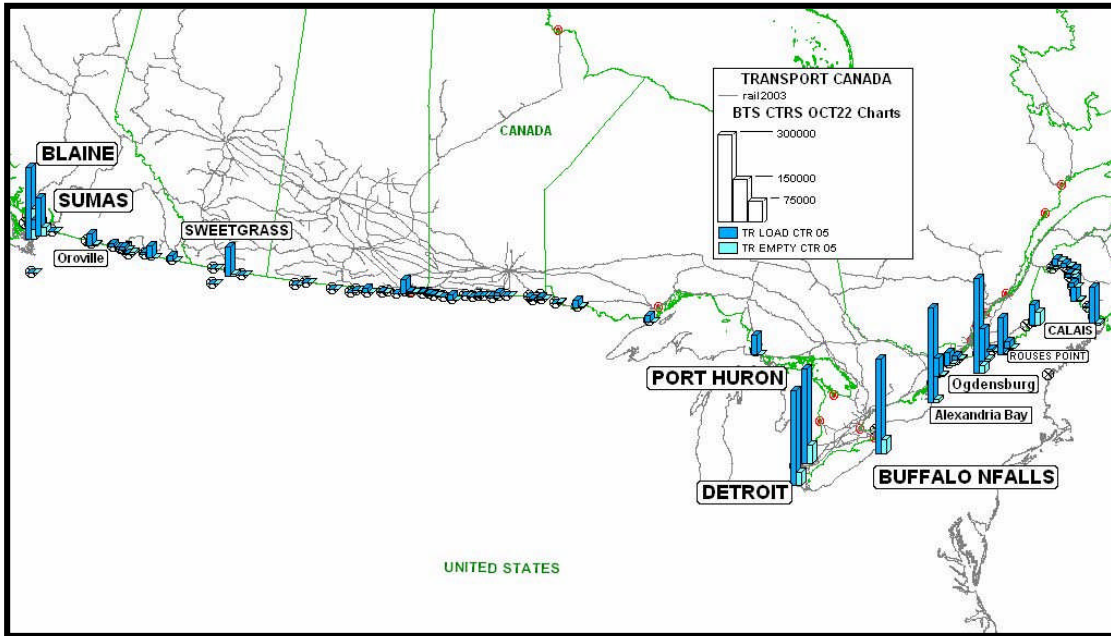 TRANSPORT CANADA
rail2003
BTS CTRS OCT22 Charts
300000
150000
75000
TR LOAD CTR 05
TR EMPTY CTR 05
CANADA
BLAINE
SUMAS
SWEETGRASS
Oroville
CALAIS
ROUSES POINT
PORT HURON
Ogdensburg
Alexandria Bay
BUFFALO NFALLS
DETROIT
UNITED STATES